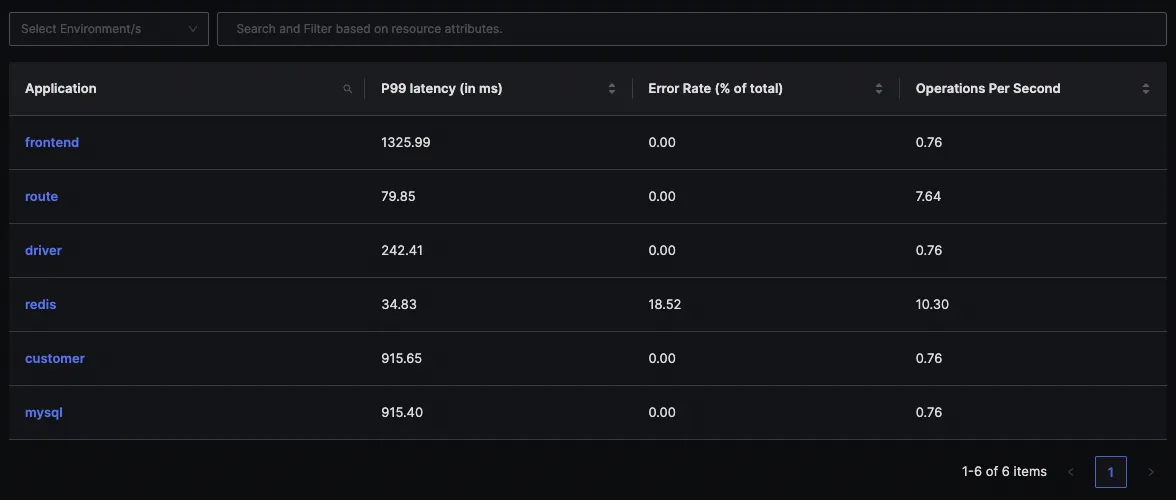 Select Environment/s Search and Filter based on resource attributes.
Application P99 latency (in ms) Error Rate (% of total) Operations Per Second
frontend 1325.99 0.00 0.76
route 79.85 0.00 7.64
driver 242.41 0.00 0.76
redis 34.83 18.52 10.30
customer 915.65 0.00 0.76
mysql 915.40 0.00 0.76
1-6 of 6 items 1